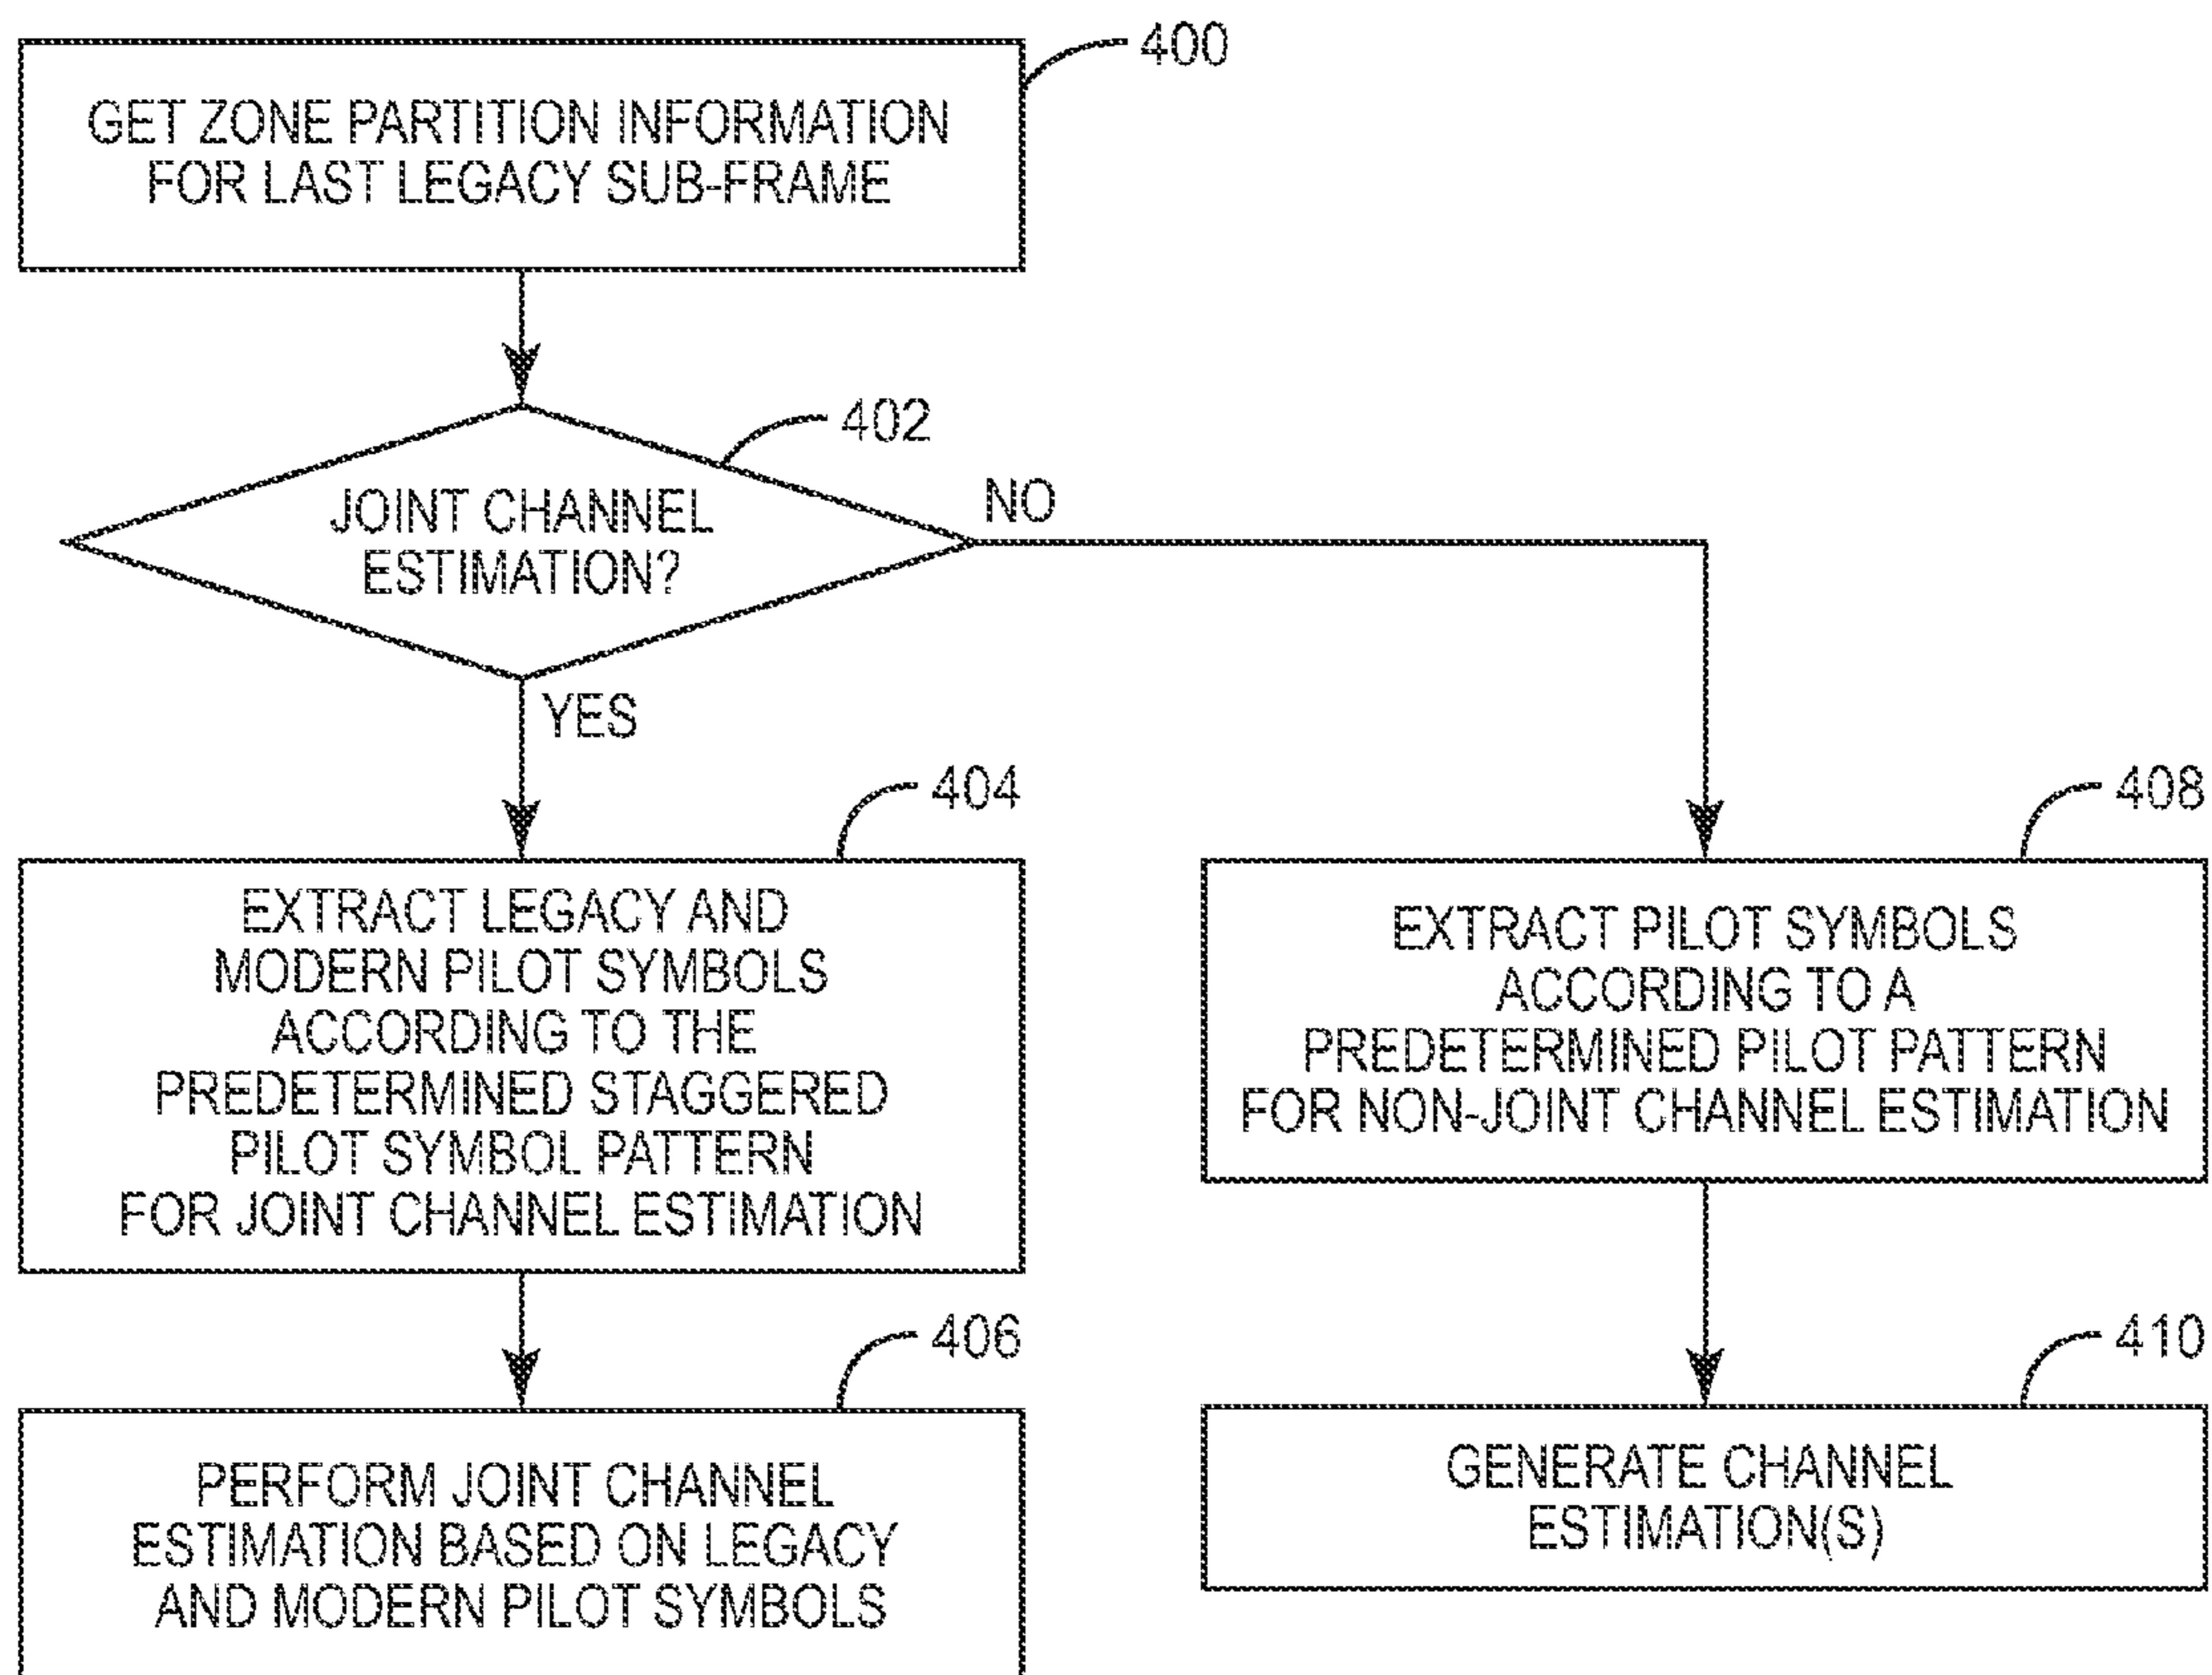 400
GET ZONE PARTITION INFORMATION
FOR LAST LEGACY SUB-FRAME
402
JOINT CHANNEL
ESTIMATION?
NO
YES
404
EXTRACT LEGACY AND
MODERN PILOT SYMBOLS
ACCORDING TO THE
PREDETERMINED STAGGERED
PILOT SYMBOL PATTERN
FOR JOINT CHANNEL ESTIMATION
408
EXTRACT PILOT SYMBOLS
ACCORDING TO A
PREDETERMINED PILOT PATTERN
FOR NON-JOINT CHANNEL ESTIMATION
406
PERFORM JOINT CHANNEL
ESTIMATION BASED ON LEGACY
AND MODERN PILOT SYMBOLS
410
GENERATE CHANNEL
ESTIMATION(S)